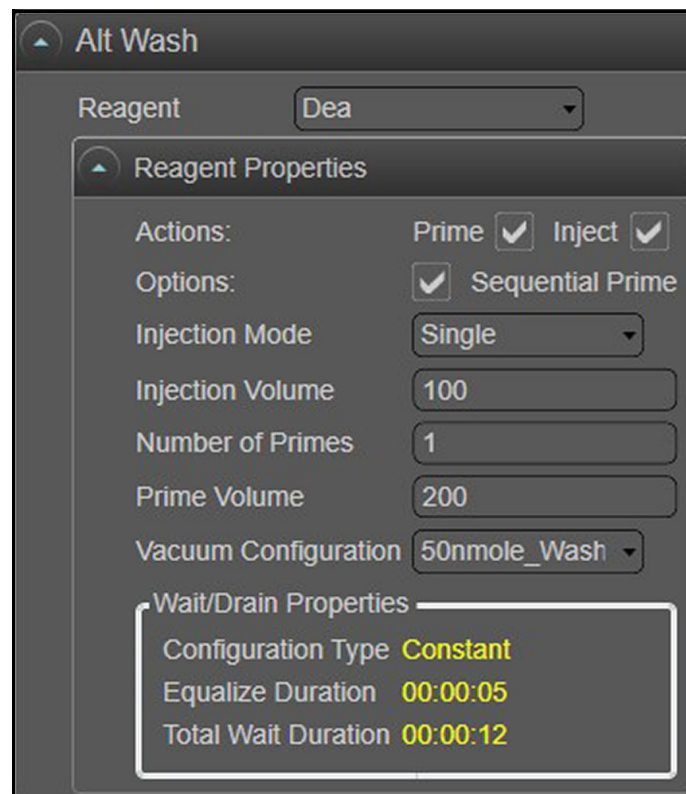 Alt Wash
Reagent Dea
Reagent Properties
Actions: Prime Inject
Options: Sequential Prime
Injection Mode Single
Injection Volume 100
Number of Primes 1
Prime Volume 200
Vacuum Configuration 50nmole_Wash
Wait/Drain Properties
Configuration Type Constant
Equalize Duration 00:00:05
Total Wait Duration 00:00:12